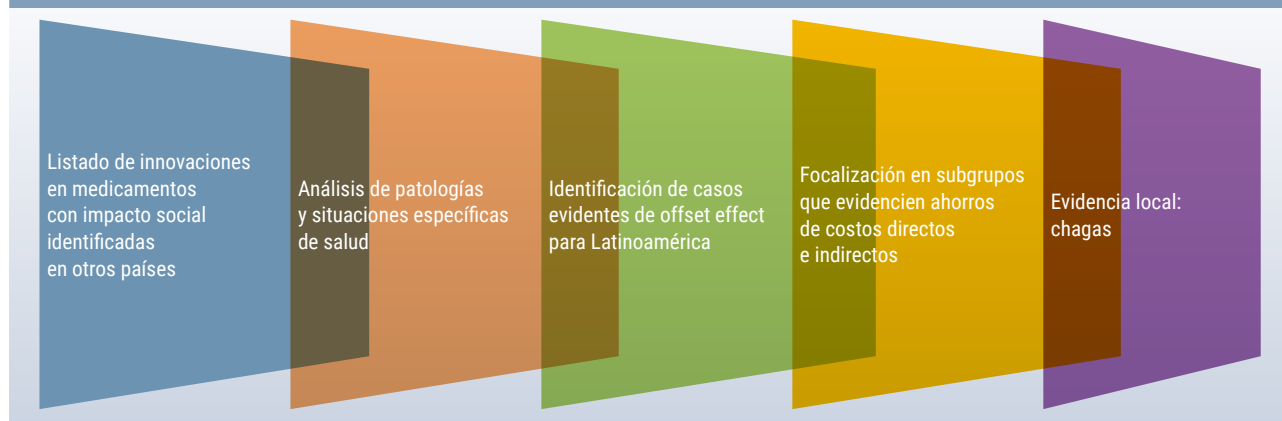 Listado de innovaciones
en medicamentos
con impacto social
identificadas
en otros países
Análisis de patologías
y situaciones específicas
de salud
Identificación de casos
evidentes de offset effect
para Latinoamérica
Focalización en subgrupos
que evidencien ahorros
de costos directos
e indirectos
Evidencia local:
chagas